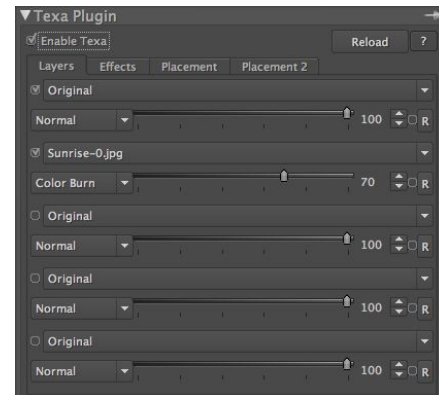 Texa Plugin
Enable Texa Reload ?
Layers Effects Placement Placement 2
Original
Normal 100 R
Sunrise-0.jpg
Color Burn 70 R
Original
Normal 100 R
Original
Normal 100 R
Original
Normal 100 R